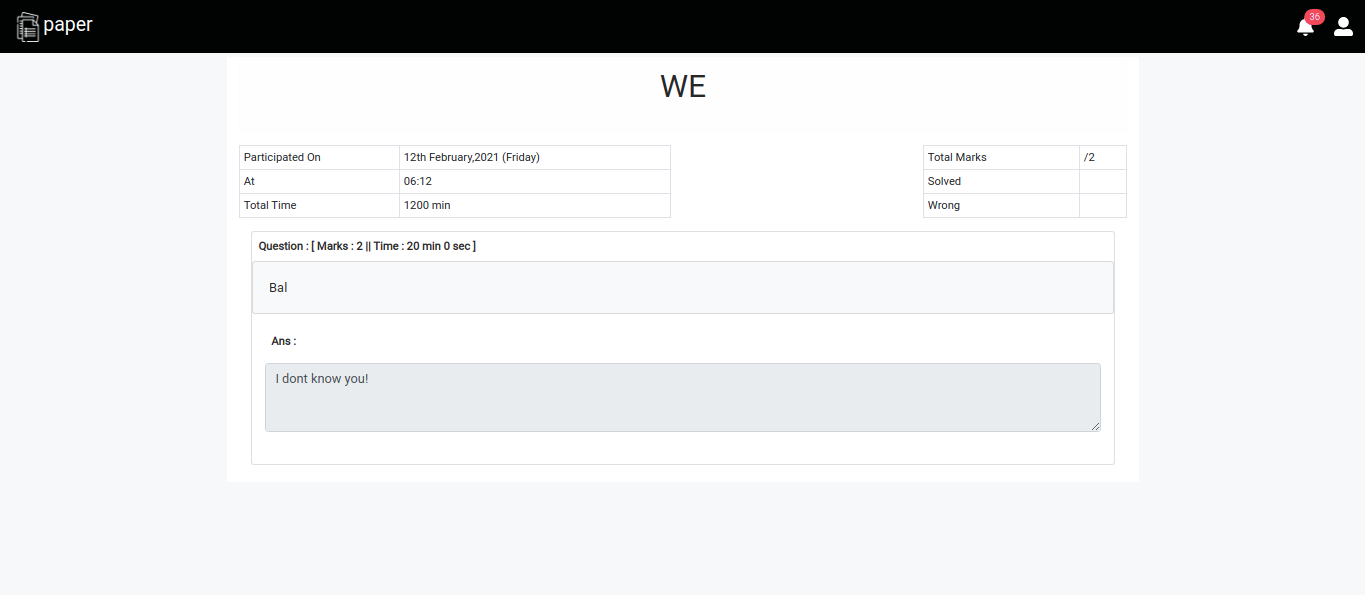 paper
36
WE
Participated On 12th February,2021 (Friday)
At 06:12
Total Time 1200 min
Total Marks /2
Solved
Wrong
Question : [ Marks : 2 || Time : 20 min 0 sec ]
Bal
Ans :
I dont know you!